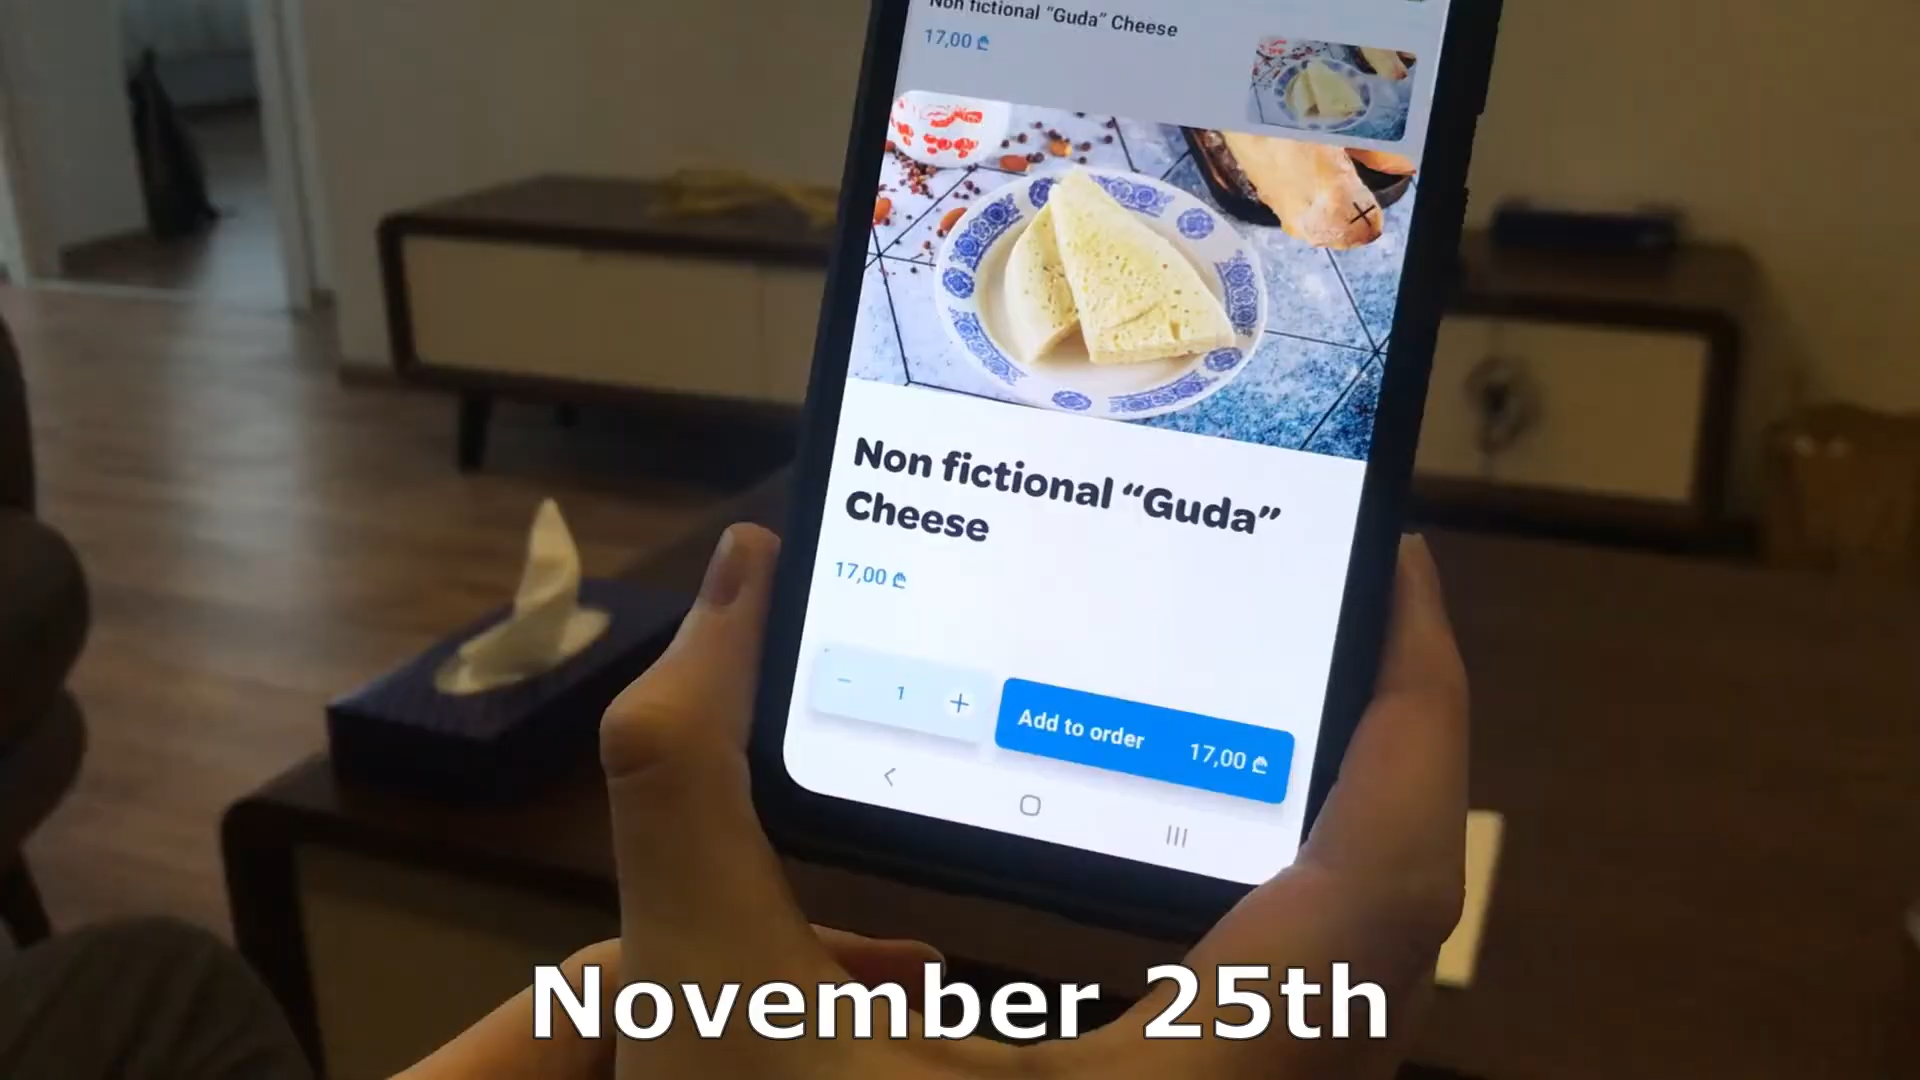 Non fictional “Guda” Cheese
17,00 ₾
Non fictional “Guda”
Cheese
17,00 ₾
1
Add to order 17,00 ₾
November 25th